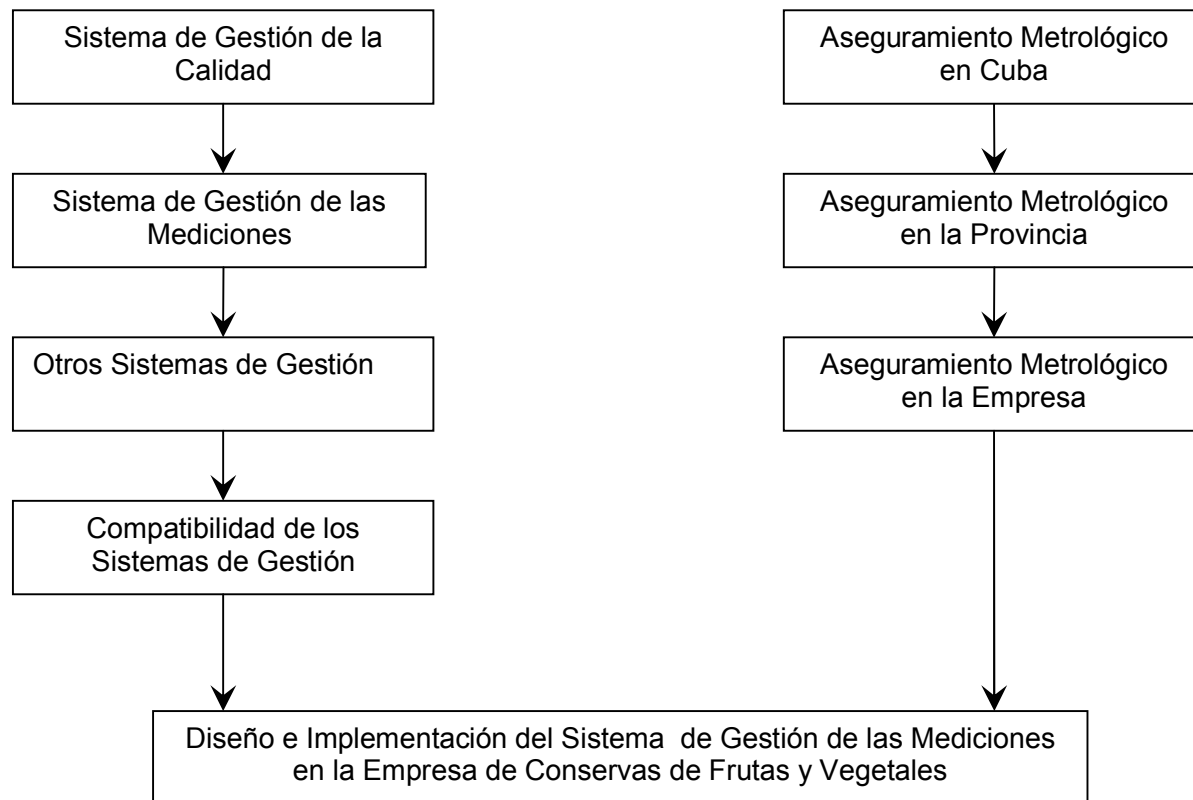 Sistema de Gestión de la
Calidad
Aseguramiento Metrológico
en Cuba
Sistema de Gestión de las
Mediciones
Aseguramiento Metrológico
en la Provincia
Otros Sistemas de Gestión
Aseguramiento Metrológico
en la Empresa
Compatibilidad de los
Sistemas de Gestión
Diseño e Implementación del Sistema de Gestión de las Mediciones
en la Empresa de Conservas de Frutas y Vegetales